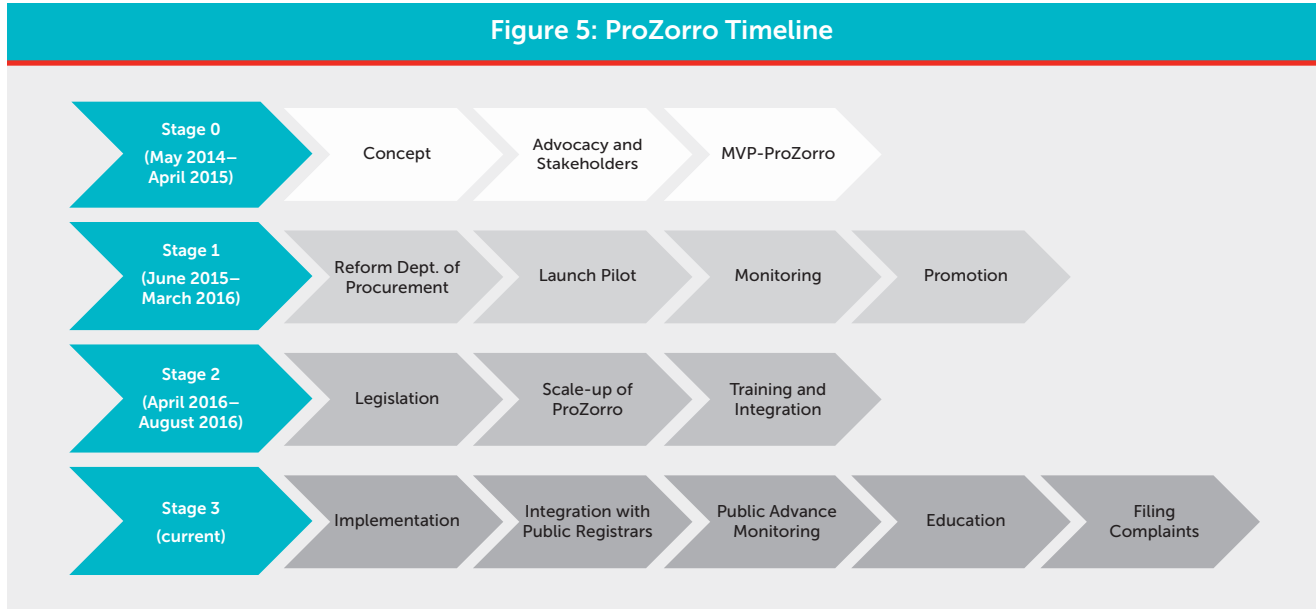 Figure 5: ProZorro Timeline
Stage 0
(May 2014–
April 2015)
Concept
Advocacy and
Stakeholders
MVP-ProZorro
Stage 1
(June 2015–
March 2016)
Reform Dept. of
Procurement
Launch Pilot
Monitoring
Promotion
Stage 2
(April 2016–
August 2016)
Legislation
Scale-up of
ProZorro
Training and
Integration
Stage 3
(current)
Implementation
Integration with
Public Registrars
Public Advance
Monitoring
Education
Filing
Complaints